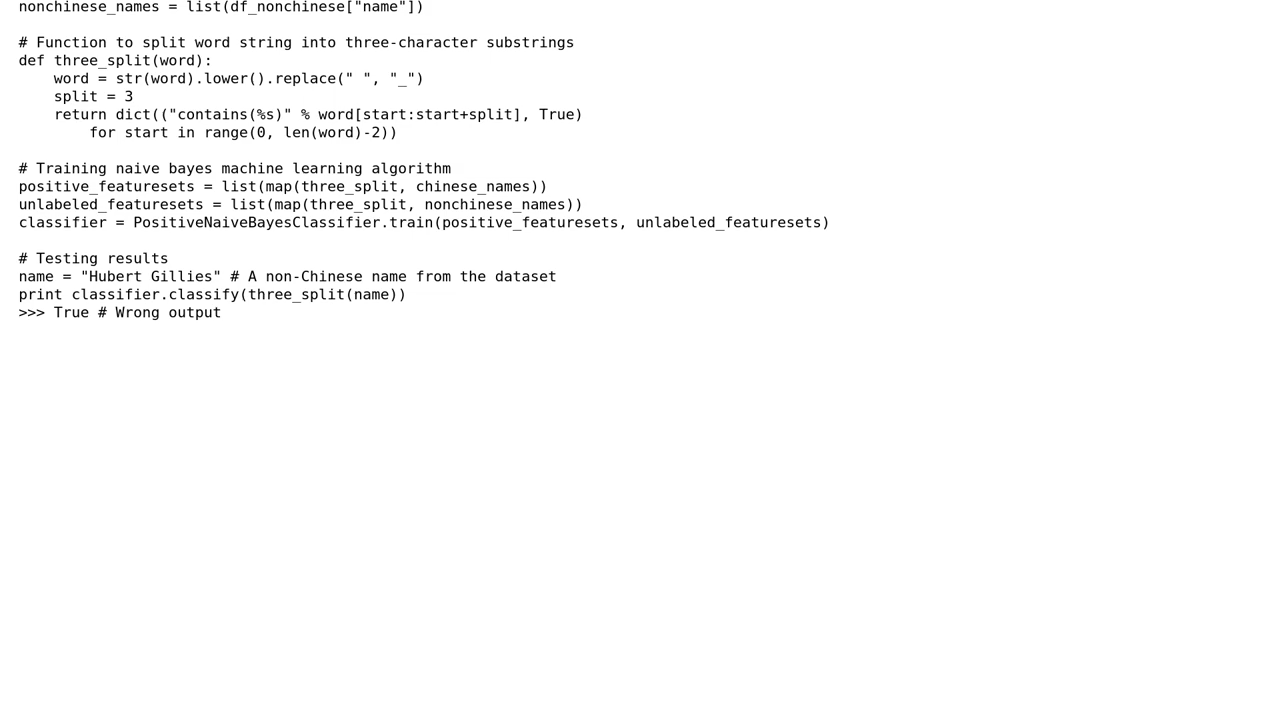 nonchinese_names = list(df_nonchinese["name"])

# Function to split word string into three-character substrings
def three_split(word):
    word = str(word).lower().replace(" ", "_")
    split = 3
    return dict(("contains(%s)" % word[start:start+split], True)
        for start in range(0, len(word)-2))

# Training naive bayes machine learning algorithm
positive_featuresets = list(map(three_split, chinese_names))
unlabeled_featuresets = list(map(three_split, nonchinese_names))
classifier = PositiveNaiveBayesClassifier.train(positive_featuresets, unlabeled_featuresets)

# Testing results
name = "Hubert Gillies" # A non-Chinese name from the dataset
print classifier.classify(three_split(name))
>>> True # Wrong output